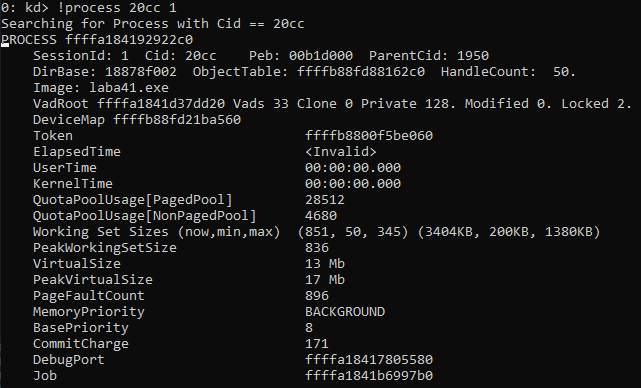 0: kd> !process 20cc 1
Searching for Process with Cid == 20cc
PROCESS ffffa184192922c0
    SessionId: 1  Cid: 20cc    Peb: 00b1d000  ParentCid: 1950
    DirBase: 18878f002  ObjectTable: ffffb88fd88162c0  HandleCount:  50.
    Image: laba41.exe
    VadRoot ffffa1841d37dd20 Vads 33 Clone 0 Private 128. Modified 0. Locked 2.
    DeviceMap ffffb88fd21ba560
    Token                             ffffb8800f5be060
    ElapsedTime                       <Invalid>
    UserTime                          00:00:00.000
    KernelTime                        00:00:00.000
    QuotaPoolUsage[PagedPool]         28512
    QuotaPoolUsage[NonPagedPool]      4680
    Working Set Sizes (now,min,max)  (851, 50, 345) (3404KB, 200KB, 1380KB)
    PeakWorkingSetSize                836
    VirtualSize                       13 Mb
    PeakVirtualSize                   17 Mb
    PageFaultCount                    896
    MemoryPriority                    BACKGROUND
    BasePriority                      8
    CommitCharge                      171
    DebugPort                         ffffa18417805580
    Job                               ffffa1841b6997b0